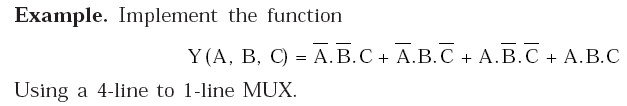 Example. Implement the function
Y (A, B, C) = A̅.B̅.C + A̅.B.C̅ + A.B̅.C̅ + A.B.C
Using a 4-line to 1-line MUX.